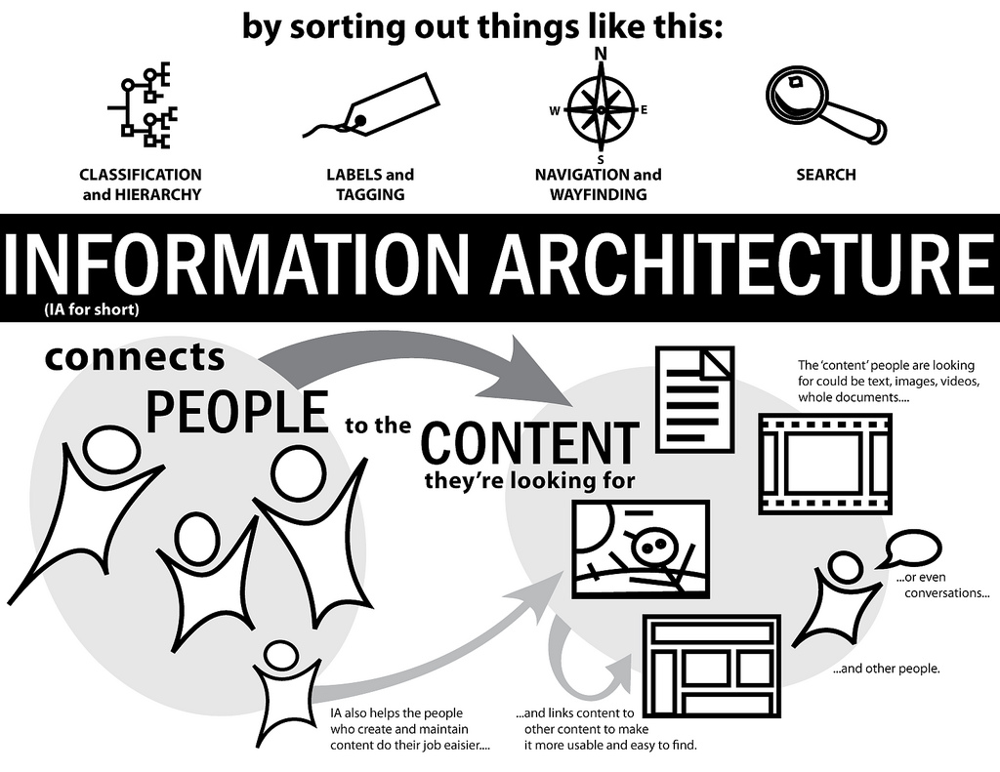 by sorting out things like this:
N
W
E
S
CLASSIFICATION
and HIERARCHY
LABELS and
TAGGING
NAVIGATION and
WAYFINDING
SEARCH
INFORMATION ARCHITECTURE
(IA for short)
connects
PEOPLE
to the
CONTENT
they're looking for
The 'content' people are looking
for could be text, images, videos,
whole documents....
...or even
conversations...
...and other people.
IA also helps the people
who create and maintain
content do their job eaisier....
...and links content to
other content to make
it more usable and easy to find.